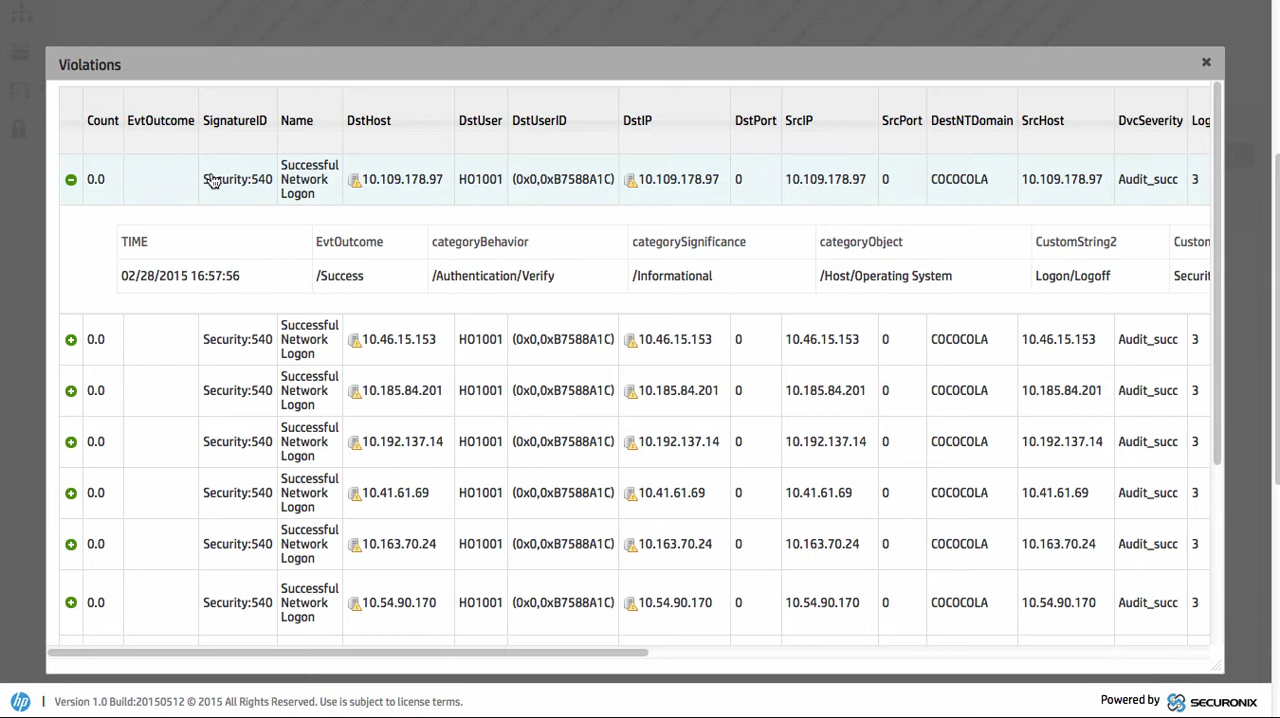 Violations
Count EvtOutcome SignatureID Name DstHost DstUser DstUserID DstIP DstPort SrcIP SrcPort DestNTDomain SrcHost DvcSeverity Log
0.0 Security:540 Successful Network Logon 10.109.178.97 HO1001 (0x0,0xB7588A1C) 10.109.178.97 0 10.109.178.97 0 COCOCOLA 10.109.178.97 Audit_succ 3
TIME EvtOutcome categoryBehavior categorySignificance categoryObject CustomString2 Custom
02/28/2015 16:57:56 /Success /Authentication/Verify /Informational /Host/Operating System Logon/Logoff Securit
0.0 Security:540 Successful Network Logon 10.46.15.153 HO1001 (0x0,0xB7588A1C) 10.46.15.153 0 10.46.15.153 0 COCOCOLA 10.46.15.153 Audit_succ 3
0.0 Security:540 Successful Network Logon 10.185.84.201 HO1001 (0x0,0xB7588A1C) 10.185.84.201 0 10.185.84.201 0 COCOCOLA 10.185.84.201 Audit_succ 3
0.0 Security:540 Successful Network Logon 10.192.137.14 HO1001 (0x0,0xB7588A1C) 10.192.137.14 0 10.192.137.14 0 COCOCOLA 10.192.137.14 Audit_succ 3
0.0 Security:540 Successful Network Logon 10.41.61.69 HO1001 (0x0,0xB7588A1C) 10.41.61.69 0 10.41.61.69 0 COCOCOLA 10.41.61.69 Audit_succ 3
0.0 Security:540 Successful Network Logon 10.163.70.24 HO1001 (0x0,0xB7588A1C) 10.163.70.24 0 10.163.70.24 0 COCOCOLA 10.163.70.24 Audit_succ 3
0.0 Security:540 Successful Network Logon 10.54.90.170 HO1001 (0x0,0xB7588A1C) 10.54.90.170 0 10.54.90.170 0 COCOCOLA 10.54.90.170 Audit_succ 3
hp | Version 1.0 Build:20150512 © 2015 All Rights Reserved. Use is subject to license terms. Powered by SECURONIX